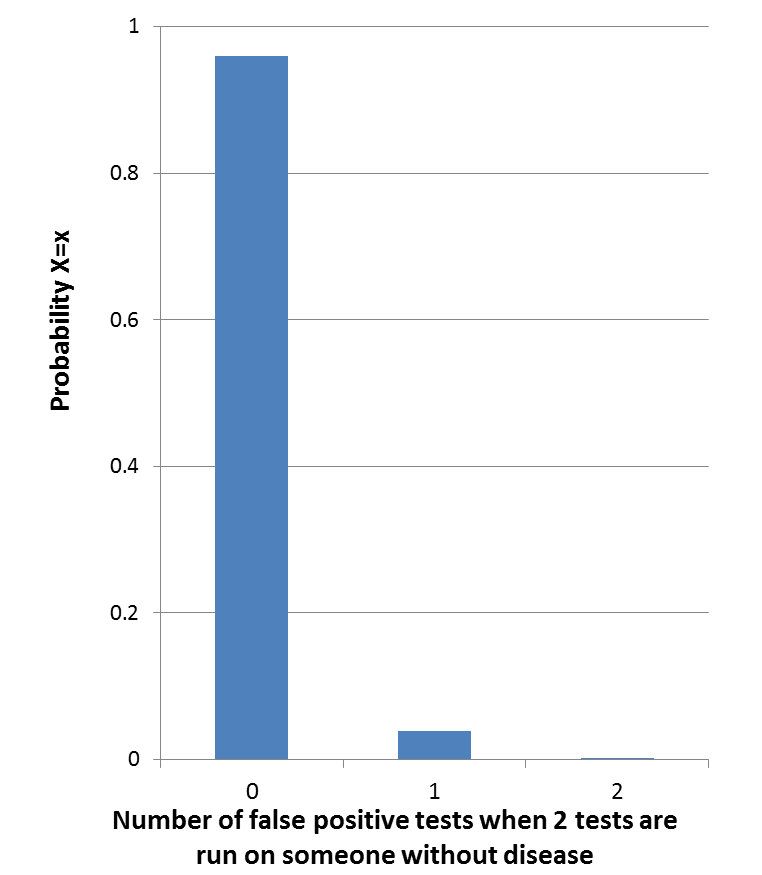 1
0.8
0.6
0.4
0.2
0
Probability X=x
0 1 2
Number of false positive tests when 2 tests are
run on someone without disease